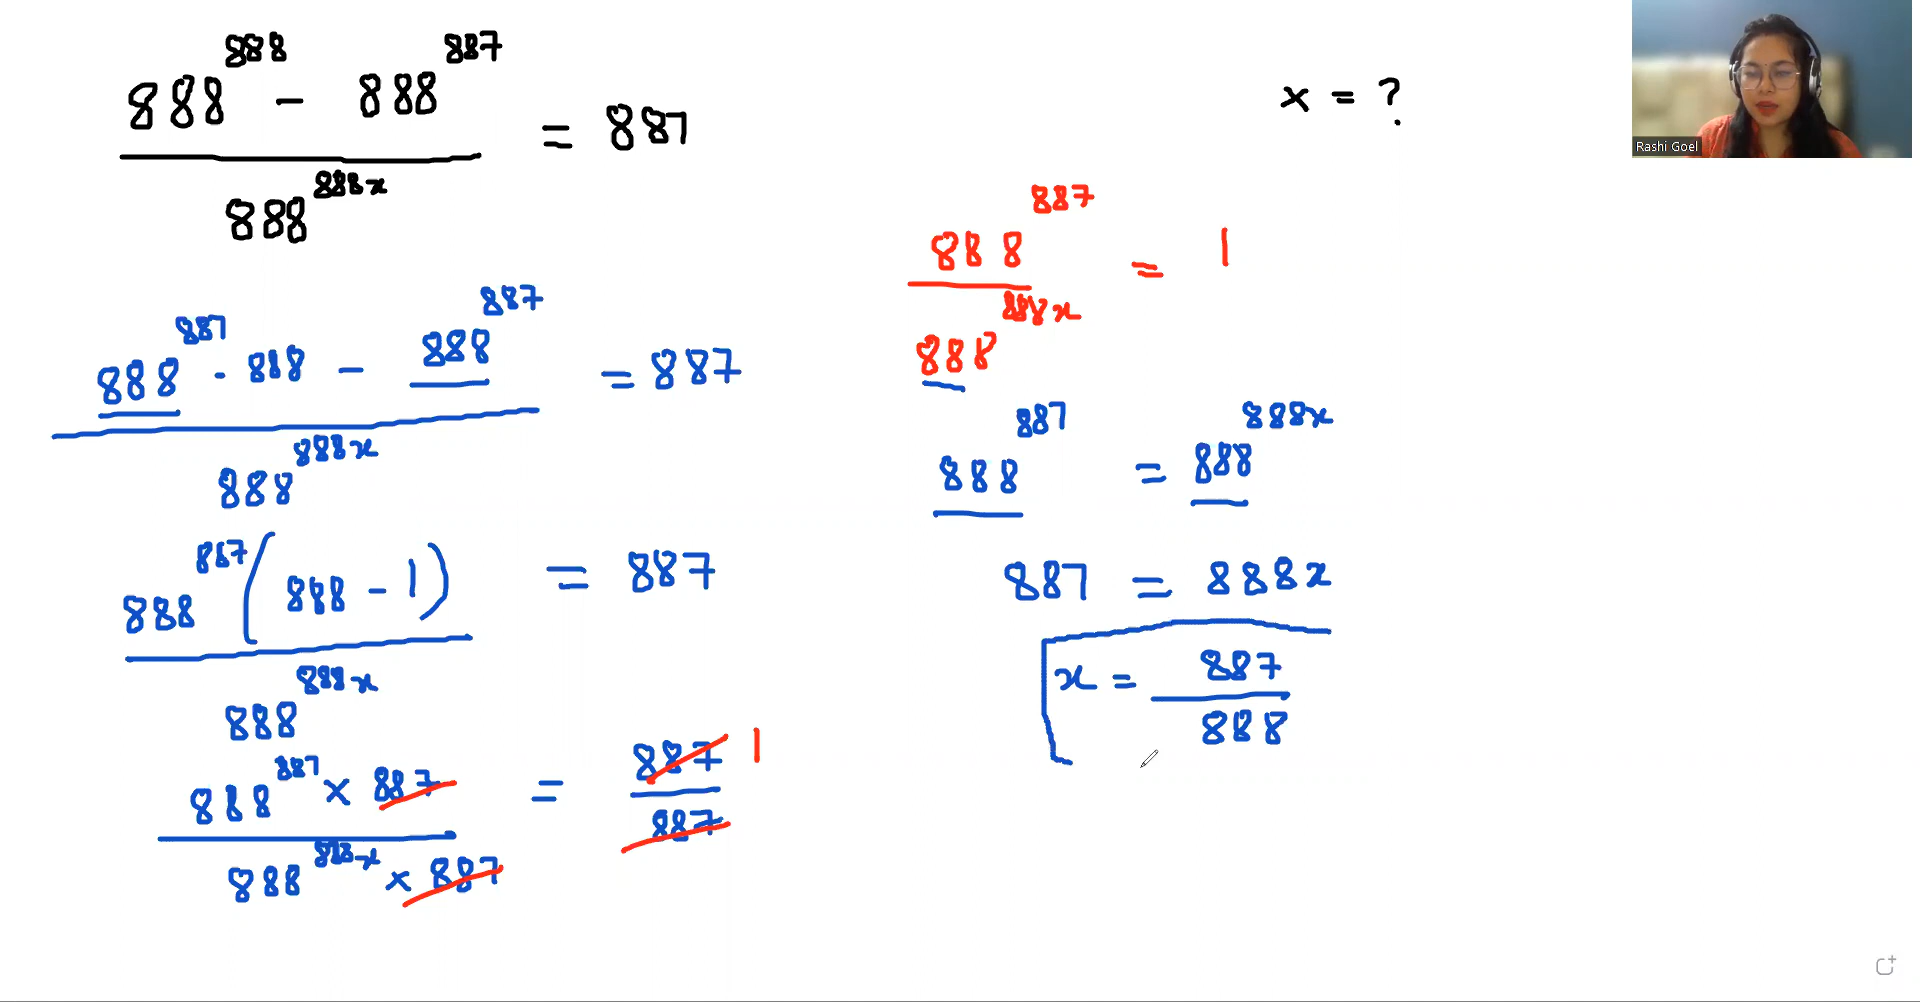 888^888 - 888^887
= 887
888^888x
888^887 · 888 - 888^887
= 887
888^888x
888^887 (888 - 1) = 887
888^888x
888^887 × 887 = 887 1
888^888x × 887 887
x = ?
Rashi Goel
888^887 = 1
888^888x
888^887 = 888^888x
887 = 888x
x = 887
888